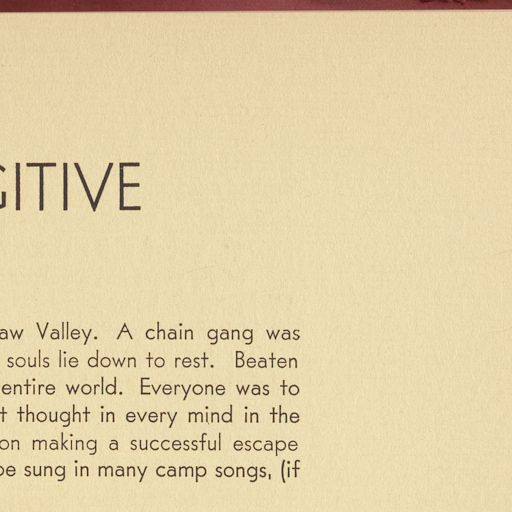 GITIVE
aw Valley. A chain gang was
souls lie down to rest. Beaten
entire world. Everyone was to
t thought in every mind in the
on making a successful escape
be sung in many camp songs, (if